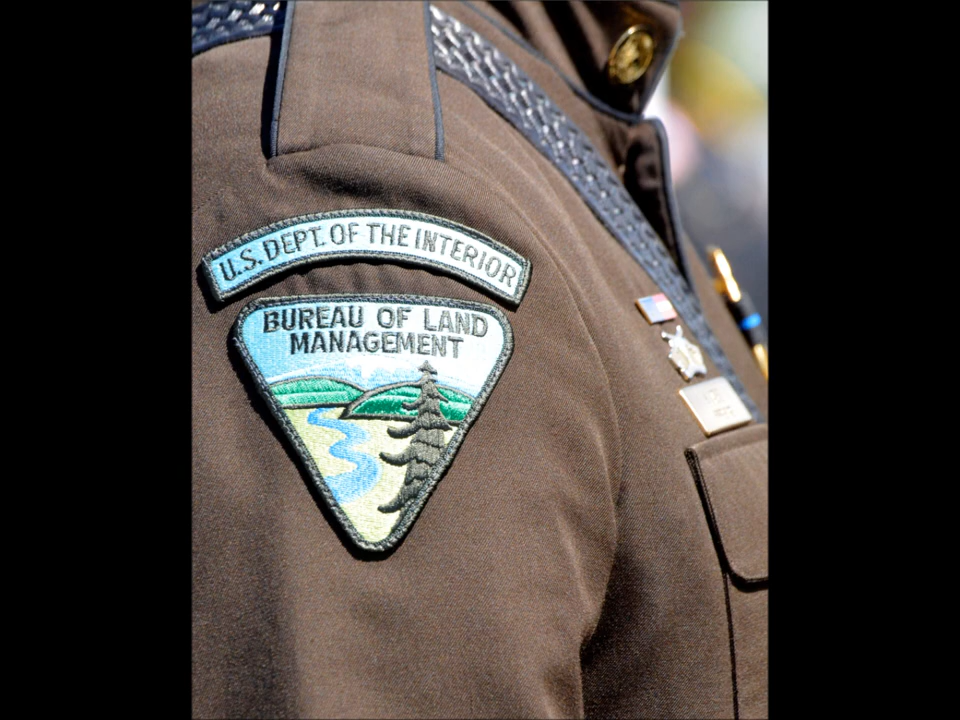 U.S. DEPT. OF THE INTERIOR
BUREAU OF LAND
MANAGEMENT